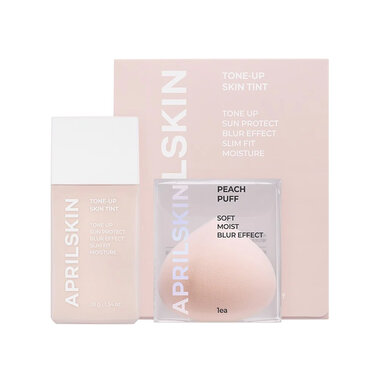 TONE-UP
SKIN TINT
TONE UP
SUN PROTECT
BLUR EFFECT
SLIM FIT
MOISTURE
LSKIN
APRILSKIN
TONE-UP
SKIN TINT
TONE UP
SUN PROTECT
BLUR EFFECT
SLIM FIT
MOISTURE
APRILSKIN
PEACH
PUFF
SOFT
MOIST
BLUR EFFECT
1ea